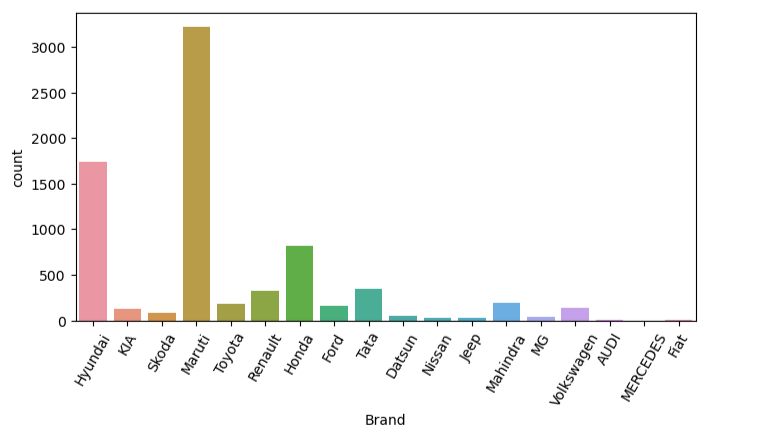 3000
2500
2000
1500
1000
500
0
count
Hyundai
KIA
Skoda
Maruti
Toyota
Renault
Honda
Ford
Tata
Datsun
Nissan
Jeep
Mahindra
MG
Volkswagen
AUDI
MERCEDES
Fiat
Brand